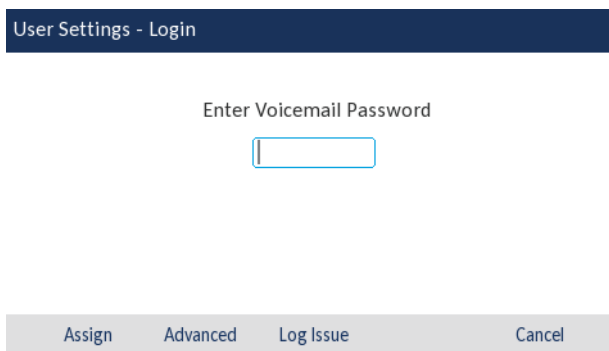 User Settings - Login
Enter Voicemail Password
Assign Advanced Log Issue Cancel